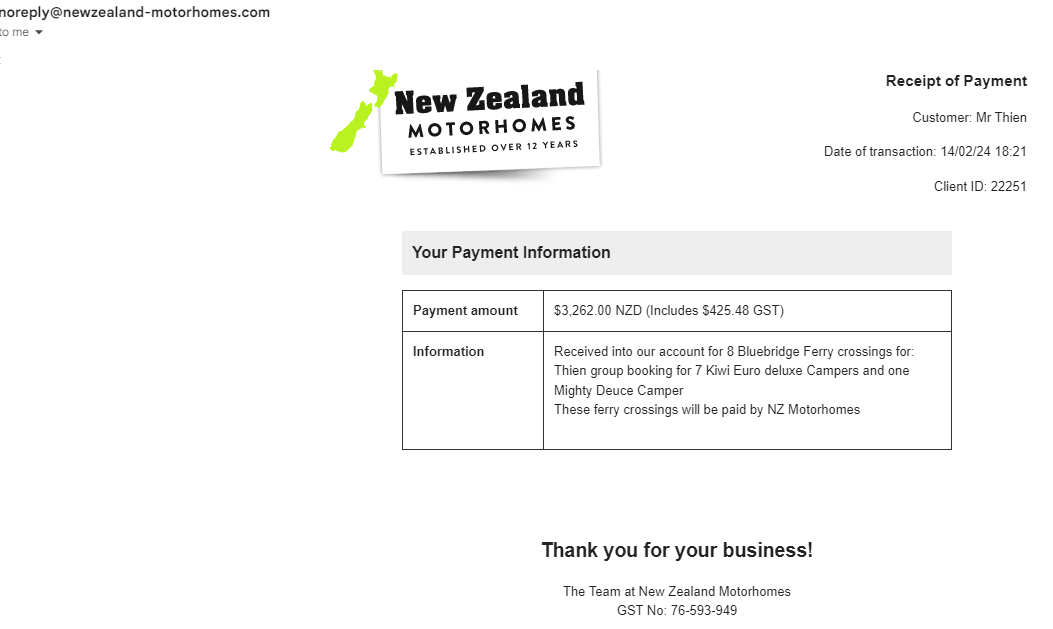 noreply@newzealand-motorhomes.com
to me
New Zealand
MOTORHOMES
ESTABLISHED OVER 12 YEARS
Receipt of Payment
Customer: Mr Thien
Date of transaction: 14/02/24 18:21
Client ID: 22251
Your Payment Information
Payment amount
$3,262.00 NZD (Includes $425.48 GST)
Information
Received into our account for 8 Bluebridge Ferry crossings for:
Thien group booking for 7 Kiwi Euro deluxe Campers and one
Mighty Deuce Camper
These ferry crossings will be paid by NZ Motorhomes
Thank you for your business!
The Team at New Zealand Motorhomes
GST No: 76-593-949